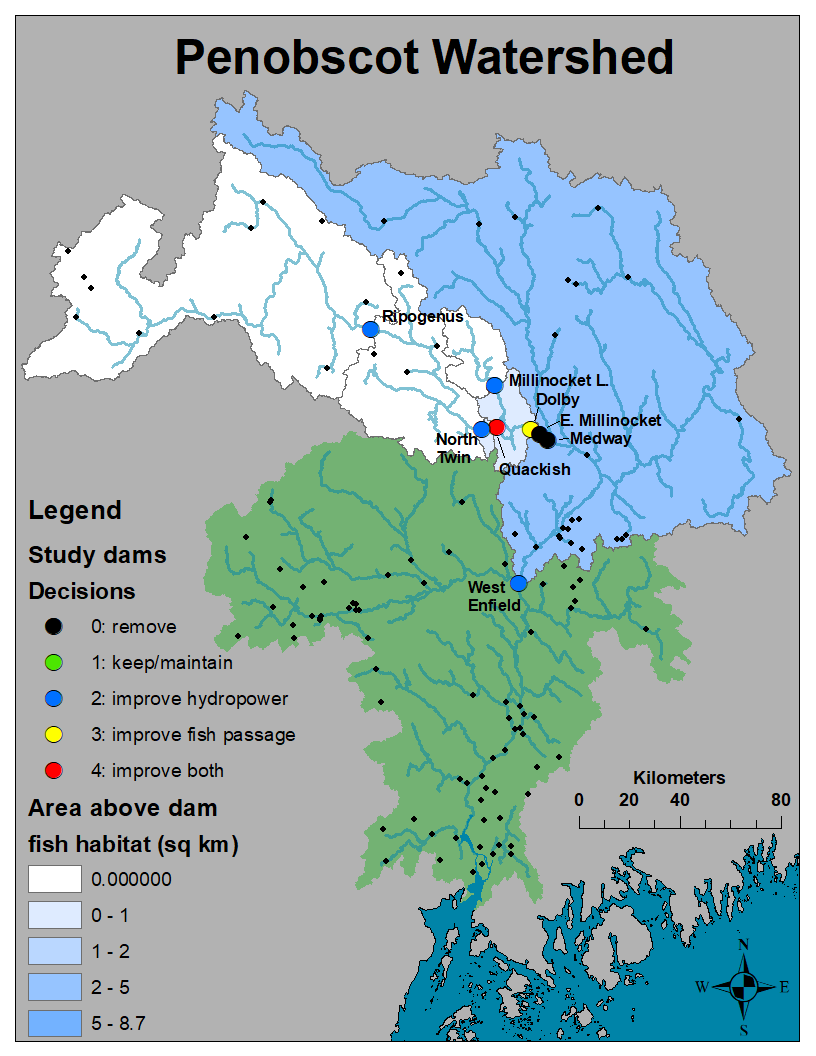 Penobscot Watershed
Ripogenus
Millinocket L.
Dolby
E. Millinocket
Medway
North
Twin
Quackish
West
Enfield
Legend
Study dams
Decisions
0: remove
1: keep/maintain
2: improve hydropower
3: improve fish passage
4: improve both
Area above dam
fish habitat (sq km)
0.000000
0 - 1
1 - 2
2 - 5
5 - 8.7
Kilometers
0 20 40 80
N
W E
S